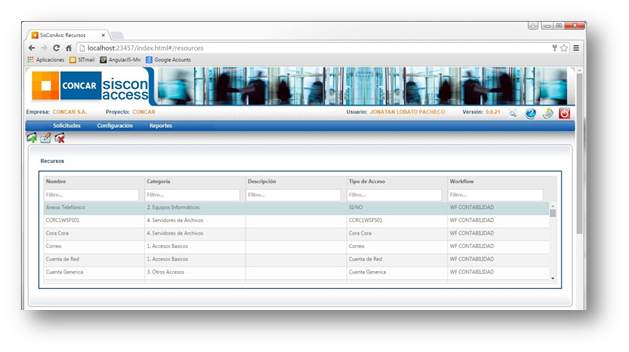 SisConAxs: Recursos
localhost:23457/index.html#/resources
Aplicaciones SITmail AngularJS-Mn Google Acounts
CONCAR siscon access
Empresa: CONCAR S.A. Proyecto: CONCAR Usuario: JONATAN LOBATO PACHECO Versión: 0.0.21
Solicitudes Configuración Reportes
Recursos
Nombre Categoría Descripción Tipo de Acceso Workflow
Filtro... Filtro... Filtro... Filtro... Filtro...
Anexo Telefónico 2. Equipos Informáticos SI/NO WF CONTABILIDAD
CCRC1WSFS01 4. Servidores de Archivos CCRC1WSFS01 WF CONTABILIDAD
Cora Cora 4. Servidores de Archivos Cora Cora WF CONTABILIDAD
Correo 1. Accesos Basicos Correo WF CONTABILIDAD
Cuenta de Red 1. Accesos Basicos Cuenta de Red WF CONTABILIDAD
Cuenta Generica 3. Otros Accesos Cuenta Generica WF CONTABILIDAD